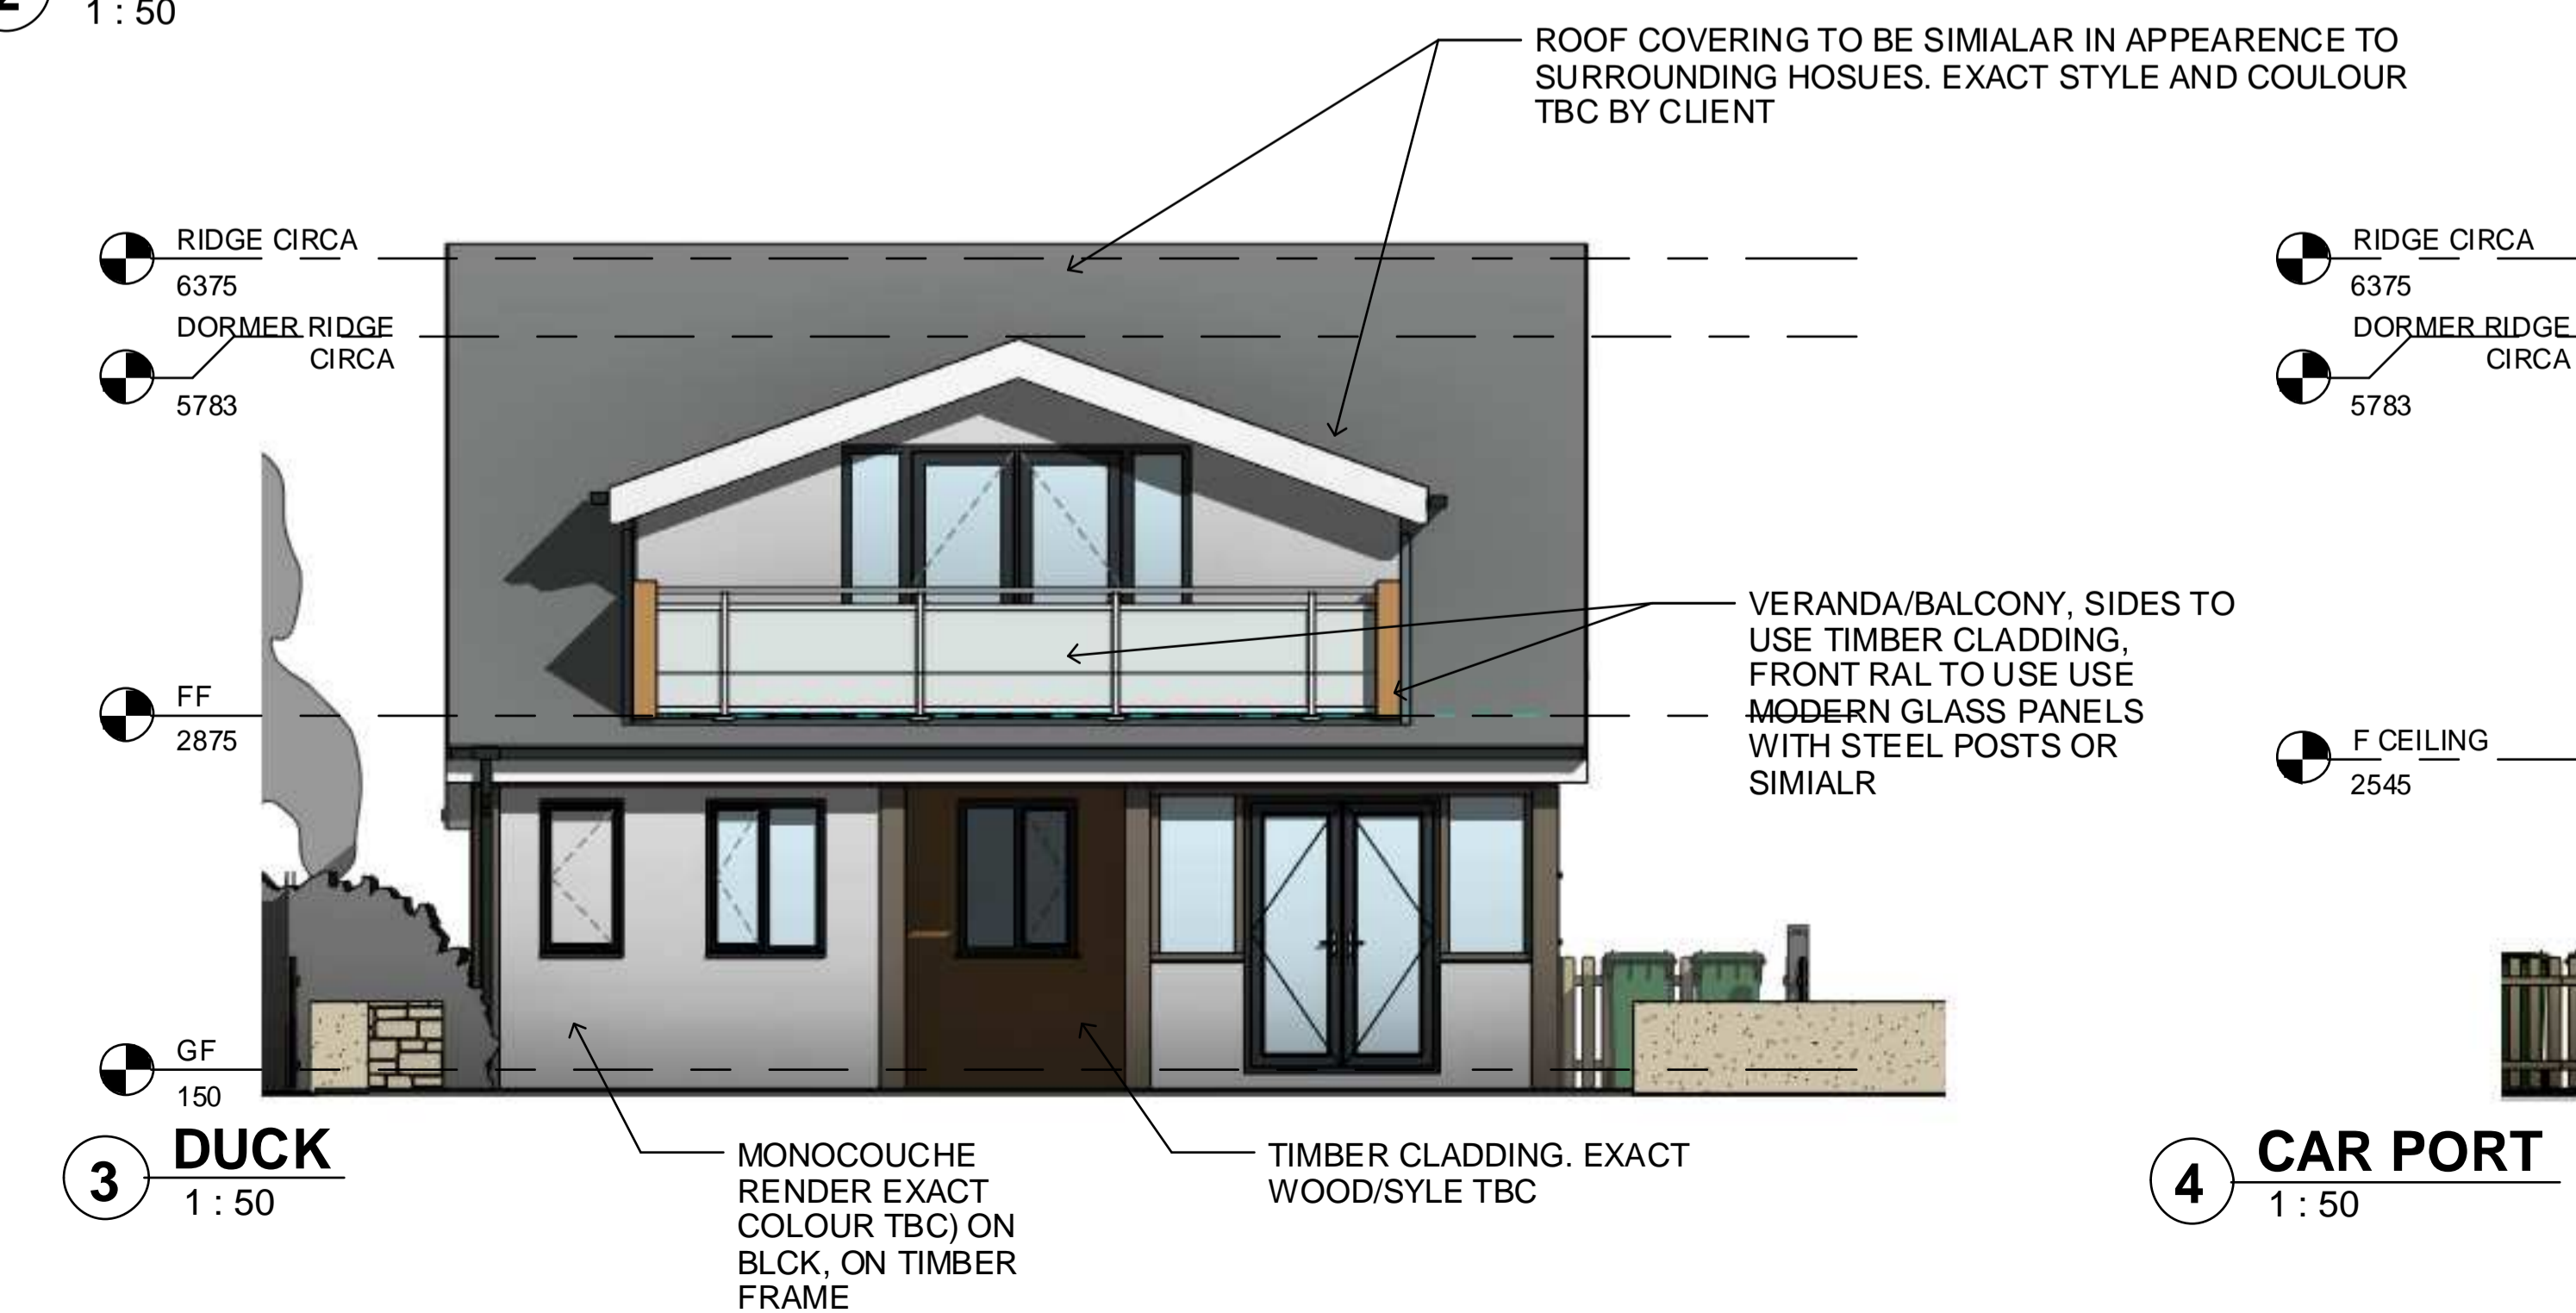 1 : 50
ROOF COVERING TO BE SIMIALAR IN APPEARENCE TO
SURROUNDING HOSUES. EXACT STYLE AND COULOUR
TBC BY CLIENT
RIDGE CIRCA
6375
DORMER RIDGE
CIRCA
5783
FF
2875
GF
150
VERANDA/BALCONY, SIDES TO
USE TIMBER CLADDING,
FRONT RAL TO USE USE
MODERN GLASS PANELS
WITH STEEL POSTS OR
SIMIALR
RIDGE CIRCA
6375
DORMER RIDGE
CIRCA
5783
F CEILING
2545
3
DUCK
1 : 50
MONOCOUCHE
RENDER EXACT
COLOUR TBC) ON
BLCK, ON TIMBER
FRAME
TIMBER CLADDING. EXACT
WOOD/SYLE TBC
4
CAR PORT
1 : 50